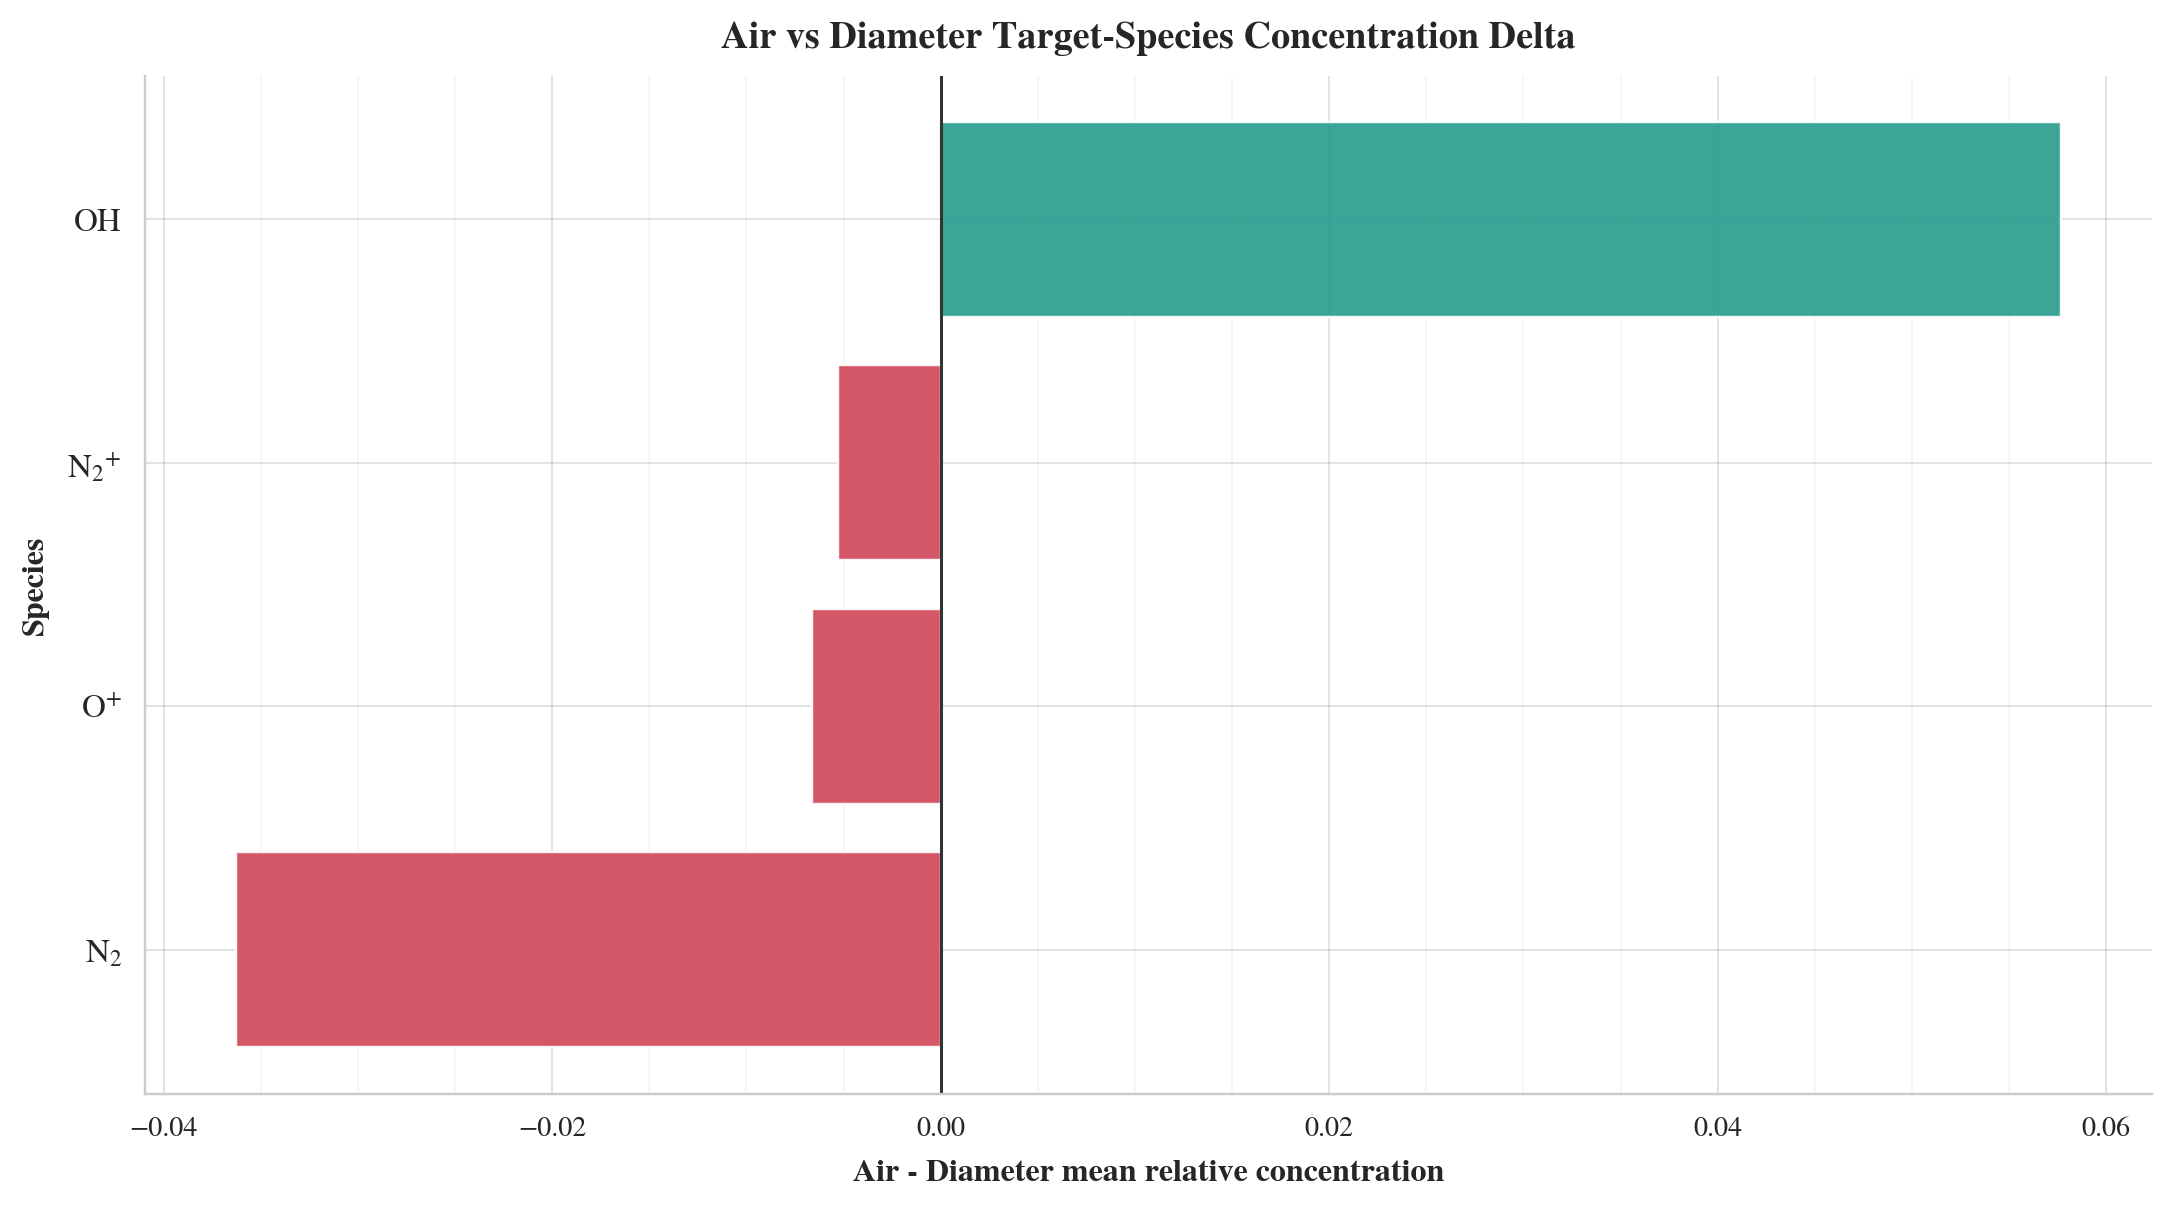 Air vs Diameter Target-Species Concentration Delta
Species
OH
N₂⁺
O⁺
N₂
−0.04 −0.02 0.00 0.02 0.04 0.06
Air - Diameter mean relative concentration